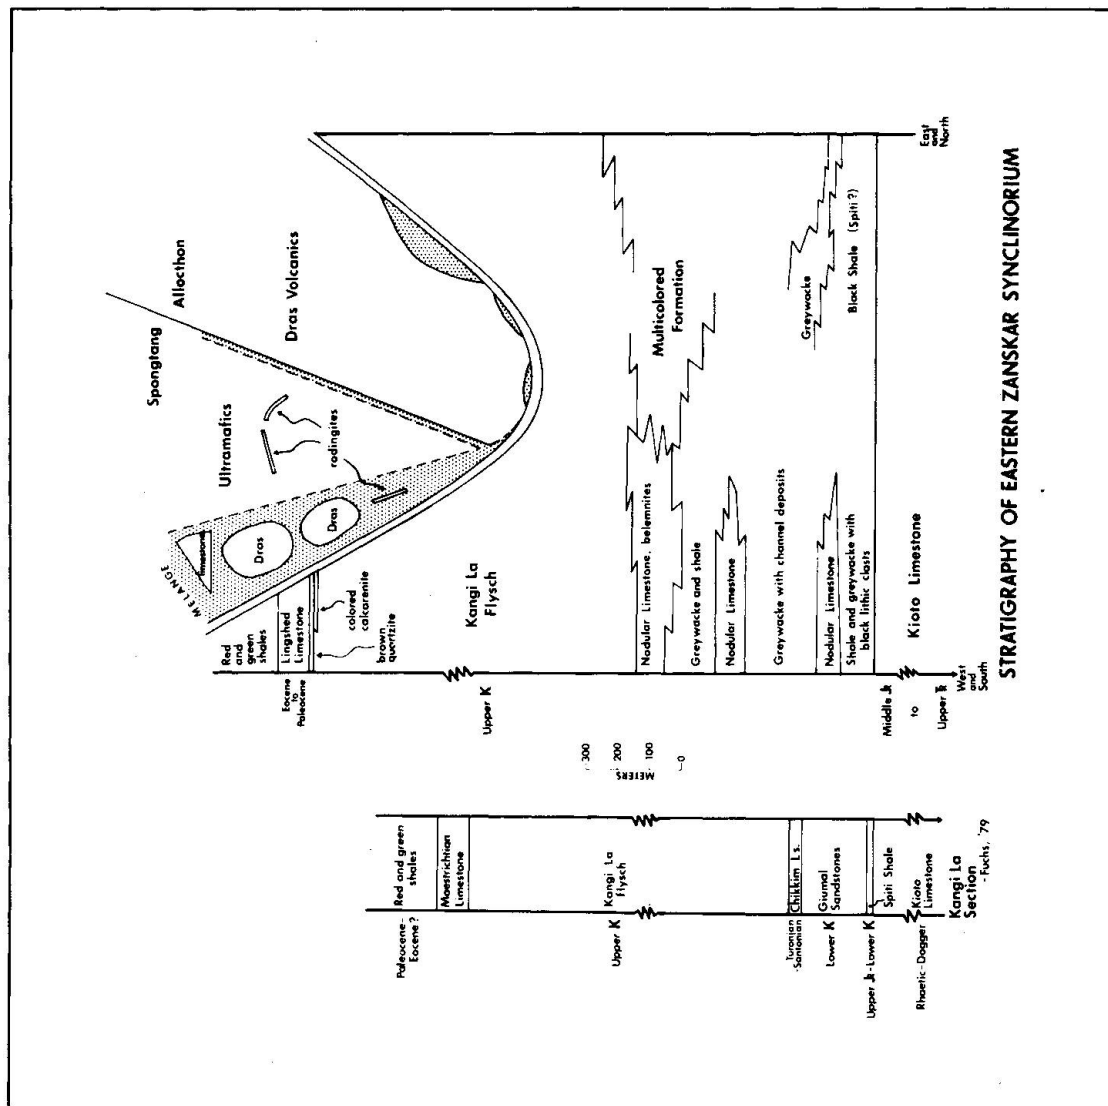 Spongtang
Allocthon
Dras Volcanics
Ultramafics
rodingites
MELANGE
limestone
Dras
Dras
Red
and
green
shales
Lingshed
Limestone
colored
calcarenite
brown
quartzite
Eocene
to
Paleocene
Kangi La
Flysch
Upper K
Nodular Limestone, belemnites
Multicolored
Formation
Greywacke and shale
Nodular Limestone
Greywacke with channel deposits
Greywacke
Nodular Limestone
Shale and greywacke with
black lithic clasts
Black Shale (Spiti?)
Kioto Limestone
Middle Jr
to
Upper Tr
West
and
South
East
and
North
STRATIGRAPHY OF EASTERN ZANSKAR SYNCLINORIUM
300
200
100
0
METERS
Paleocene-
Eocene?
Red and green
shales
Maestrichtian
Limestone
Upper K
Kangi La
Flysch
Turonian
-Santonian
Chikkim Ls.
Lower K
Giumal
Sandstones
Upper Jr-Lower K
Spiti Shale
Rhaetic-Dogger
Kioto
Limestone
Kangi La
Section
-Fuchs, '79